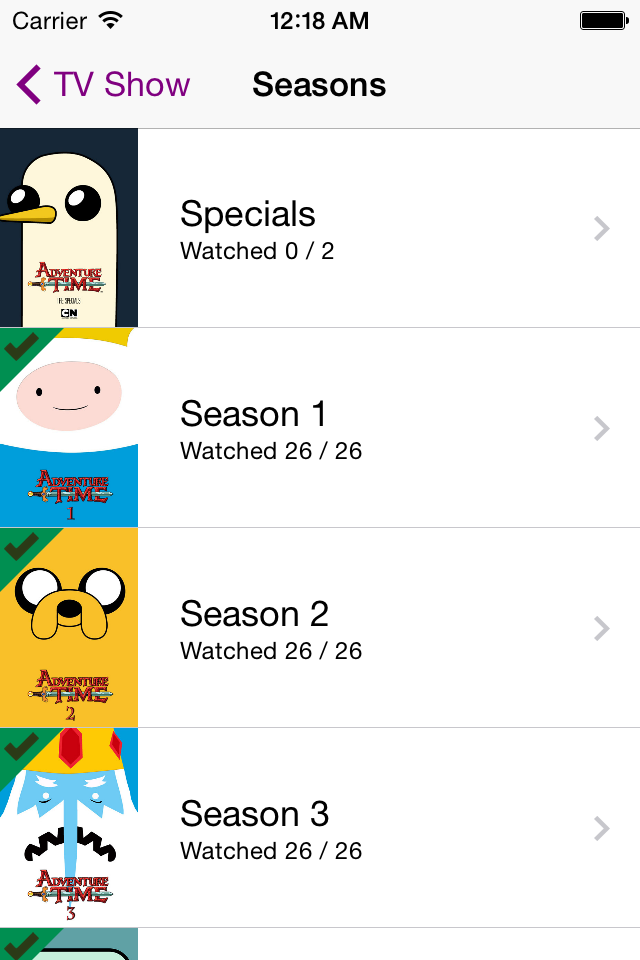 Carrier
12:18 AM
TV Show
Seasons
ADVENTURE
TIME
THE SPECIALS
CN
Specials
Watched 0 / 2
ADVENTURE
TIME
1
Season 1
Watched 26 / 26
ADVENTURE
TIME
2
Season 2
Watched 26 / 26
ADVENTURE
TIME
3
Season 3
Watched 26 / 26